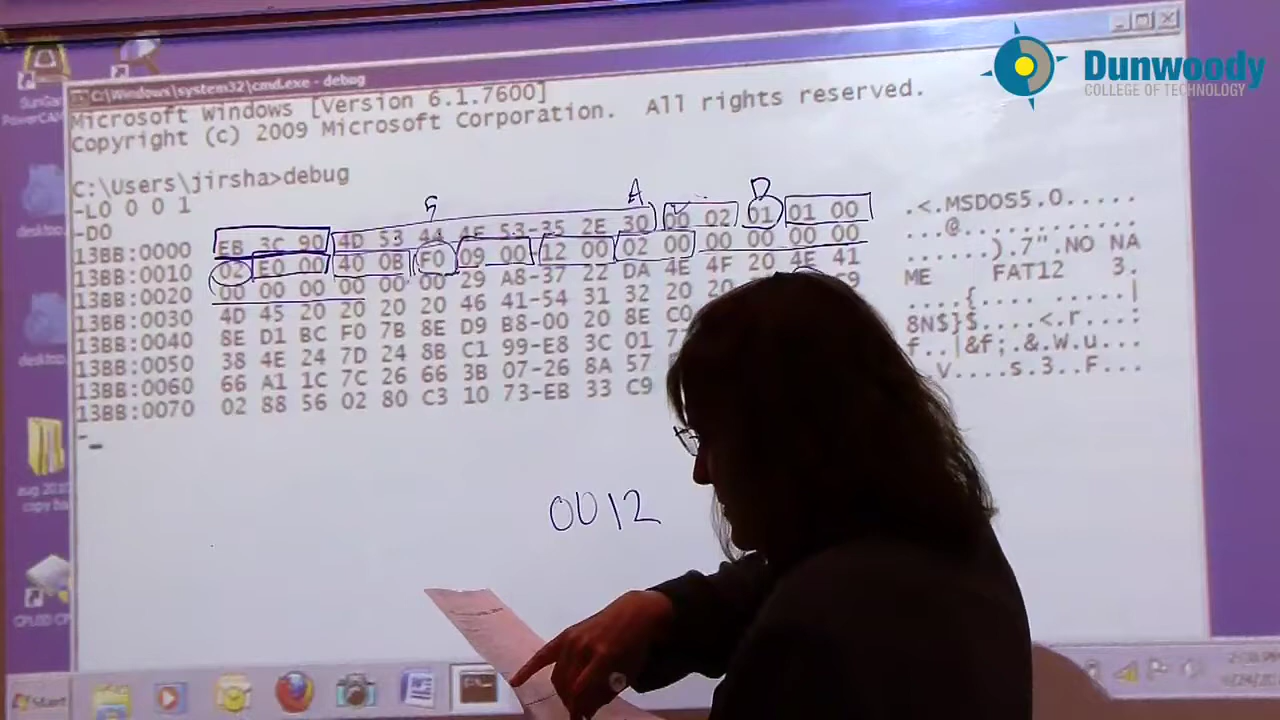 Dunwoody
COLLEGE OF TECHNOLOGY
C:\Windows\system32\cmd.exe - debug
Microsoft Windows [Version 6.1.7600]
Copyright (c) 2009 Microsoft Corporation. All rights reserved.
C:\Users\jirsha>debug
-L0 0 0 1
-D0
A
13BB:0000 EB 3C 90 4D 53 44 4F 53-35 2E 30 00 02 01 01 00 .<.MSDOS5.0.....
13BB:0010 02 E0 00 40 0B F0 09 00-12 00 02 00 00 00 00 00 ...@............
13BB:0020 00 00 00 00 00 00 29 A8-37 22 DA 4E 4F 20 4E 41 ......).7".NO NA
13BB:0030 4D 45 20 20 20 20 46 41-54 31 32 20 20 C9 ME FAT12 3.
13BB:0040 8E D1 BC F0 7B 8E D9 B8-00 20 8E C0 ....{.... .....|
13BB:0050 38 4E 24 7D 24 8B C1 99-E8 3C 01 8N$}$....<.r...:
13BB:0060 66 A1 1C 7C 26 66 3B 07-26 8A 57 f..|&f;.&.W.u...
13BB:0070 02 88 56 02 80 C3 10 73-EB 33 C9 V....s.3..F...
-
0012
Start